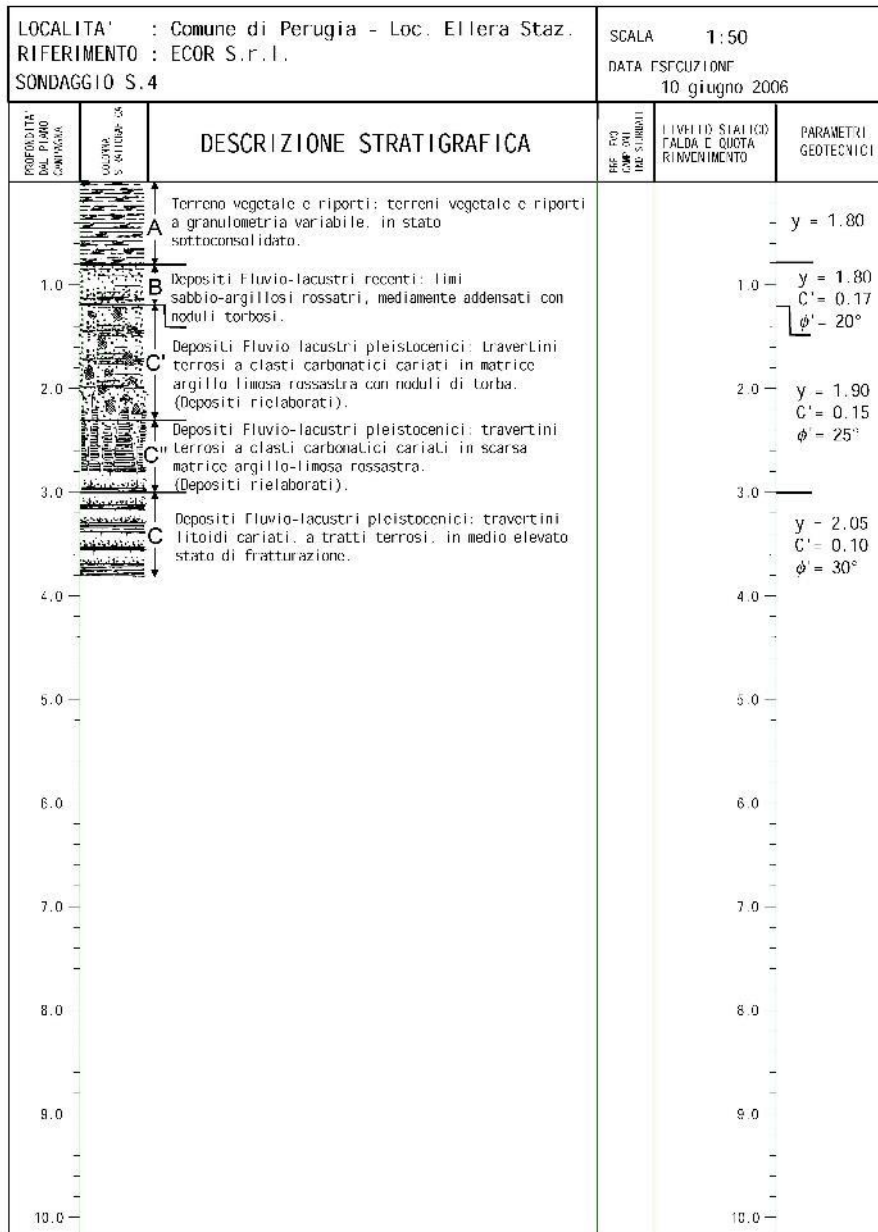 LOCALITA' : Comune di Perugia - Loc. Ellera Staz.
RIFERIMENTO : ECOR S.r.l.
SONDAGGIO S.4
SCALA 1:50
DATA ESECUZIONE
10 giugno 2006
PROFONDITA'
DAL PIANO
CAMPAGNA
COLONNA
DESCRIZIONE STRATIGRAFICA
LIVELLO STATICO
FALDA E QUOTA
RINVENIMENTO
PARAMETRI
GEOTECNICI
A
Terreno vegetale e riporti: terreni vegetale e riporti
a granulometria variabile, in stato
sottoconsolidato.
y = 1.80
B
Depositi Fluvio-lacustri recenti: limi
sabbio-argillosi rossatri, mediamente addensati con
noduli torbosi.
1.0
1.0
y = 1.80
C'= 0.17
ϕ'= 20°
C'
Depositi Fluvio lacustri pleistocenici: travertini
terrosi a clasti carbonatici cariati in matrice
argillo limosa rossastra con noduli di torba.
(Depositi rielaborati).
2.0
2.0
y = 1.90
C'= 0.15
ϕ'= 25°
C"
Depositi Fluvio-lacustri pleistocenici: travertini
terrosi a clasti carbonatici cariati in scarsa
matrice argillo-limosa rossastra.
(Depositi rielaborati).
3.0
3.0
C
Depositi Fluvio-lacustri pleistocenici: travertini
litoidi cariati, a tratti terrosi, in medio elevato
stato di fratturazione.
y = 2.05
C'= 0.10
ϕ'= 30°
4.0
4.0
5.0
5.0
6.0
6.0
7.0
7.0
8.0
8.0
9.0
9.0
10.0
10.0